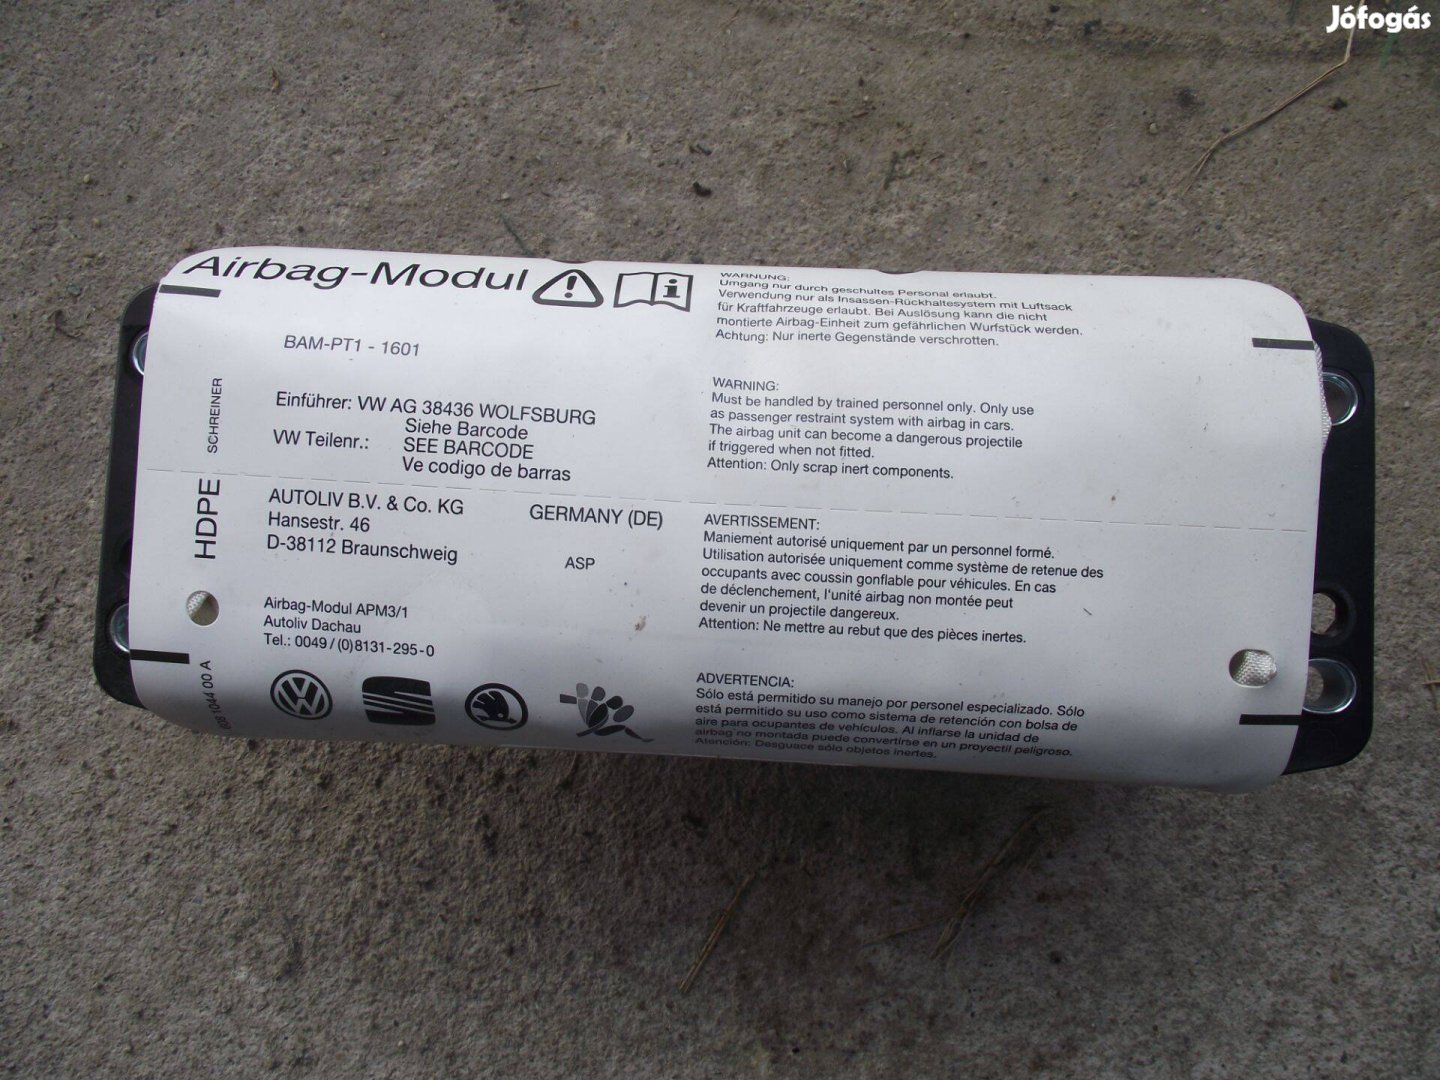 Jófogás
Airbag-Modul
BAM-PT1 - 1601
SCHREINER
Einführer: VW AG 38436 WOLFSBURG
Siehe Barcode
VW Teilenr.: SEE BARCODE
Ve codigo de barras
HDPE
AUTOLIV B.V. & Co. KG
Hansestr. 46
D-38112 Braunschweig
GERMANY (DE)
ASP
Airbag-Modul APM3/1
Autoliv Dachau
Tel.: 0049 / (0)8131-295-0
1044 00 A
WARNUNG:
Umgang nur durch geschultes Personal erlaubt.
Verwendung nur als Insassen-Rückhaltesystem mit Luftsack
für Kraftfahrzeuge erlaubt. Bei Auslösung kann die nicht
montierte Airbag-Einheit zum gefährlichen Wurfstück werden.
Achtung: Nur inerte Gegenstände verschrotten.
WARNING:
Must be handled by trained personnel only. Only use
as passenger restraint system with airbag in cars.
The airbag unit can become a dangerous projectile
if triggered when not fitted.
Attention: Only scrap inert components.
AVERTISSEMENT:
Maniement autorisé uniquement par un personnel formé.
Utilisation autorisée uniquement comme système de retenue des
occupants avec coussin gonflable pour véhicules. En cas
de déclenchement, l'unité airbag non montée peut
devenir un projectile dangereux.
Attention: Ne mettre au rebut que des pièces inertes.
ADVERTENCIA:
Sólo está permitido su manejo por personel especializado. Sólo
está permitido su uso como sistema de retención con bolsa de
aire para ocupantes de vehículos. Al inflarse la unidad de
airbag no montada puede convertirse en un proyectil peligroso.
Atención: Desguace sólo objetos inertes.